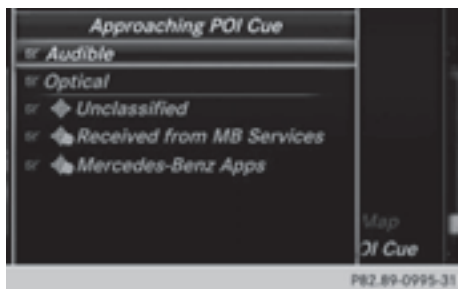 Approaching POI Cue
Audible
Optical
Unclassified
Received from MB Services
Mercedes-Benz Apps
Map
OI Cue
P82.89-0995-31